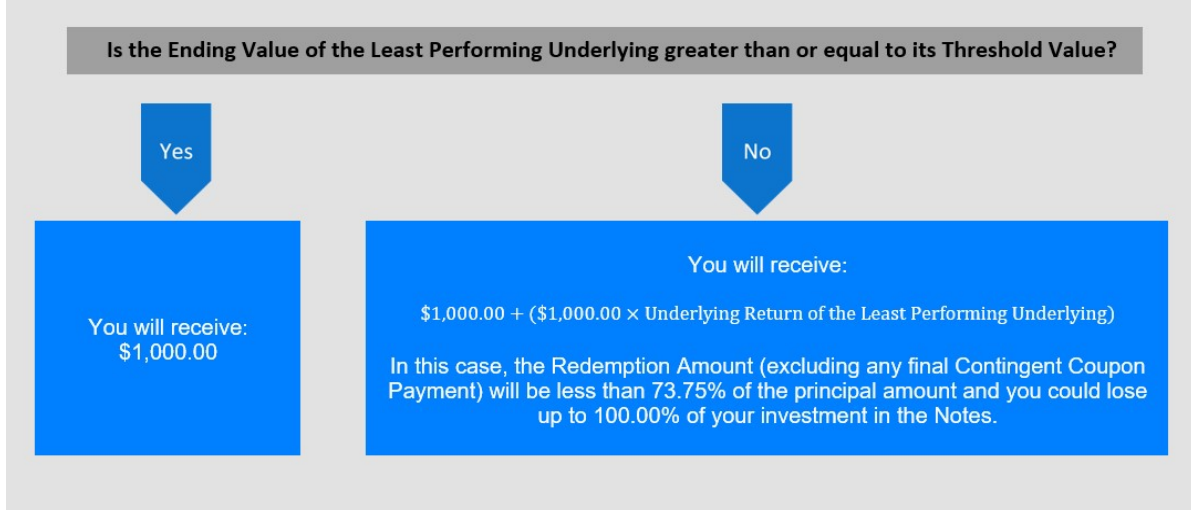 Is the Ending Value of the Least Performing Underlying greater than or equal to its Threshold Value?
Yes
No
You will receive:
$1,000.00
You will receive:
$1,000.00 + ($1,000.00 × Underlying Return of the Least Performing Underlying)
In this case, the Redemption Amount (excluding any final Contingent Coupon
Payment) will be less than 73.75% of the principal amount and you could lose
up to 100.00% of your investment in the Notes.